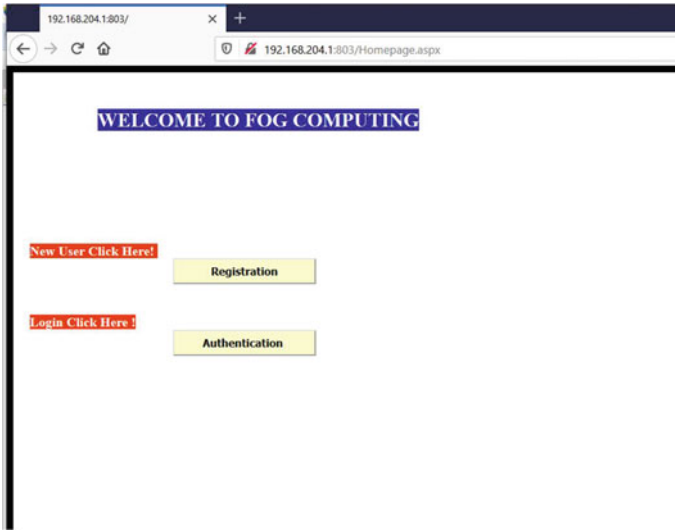 192.168.204.1:803/
192.168.204.1:803/Homepage.aspx
WELCOME TO FOG COMPUTING
New User Click Here!
Registration
Login Click Here !
Authentication